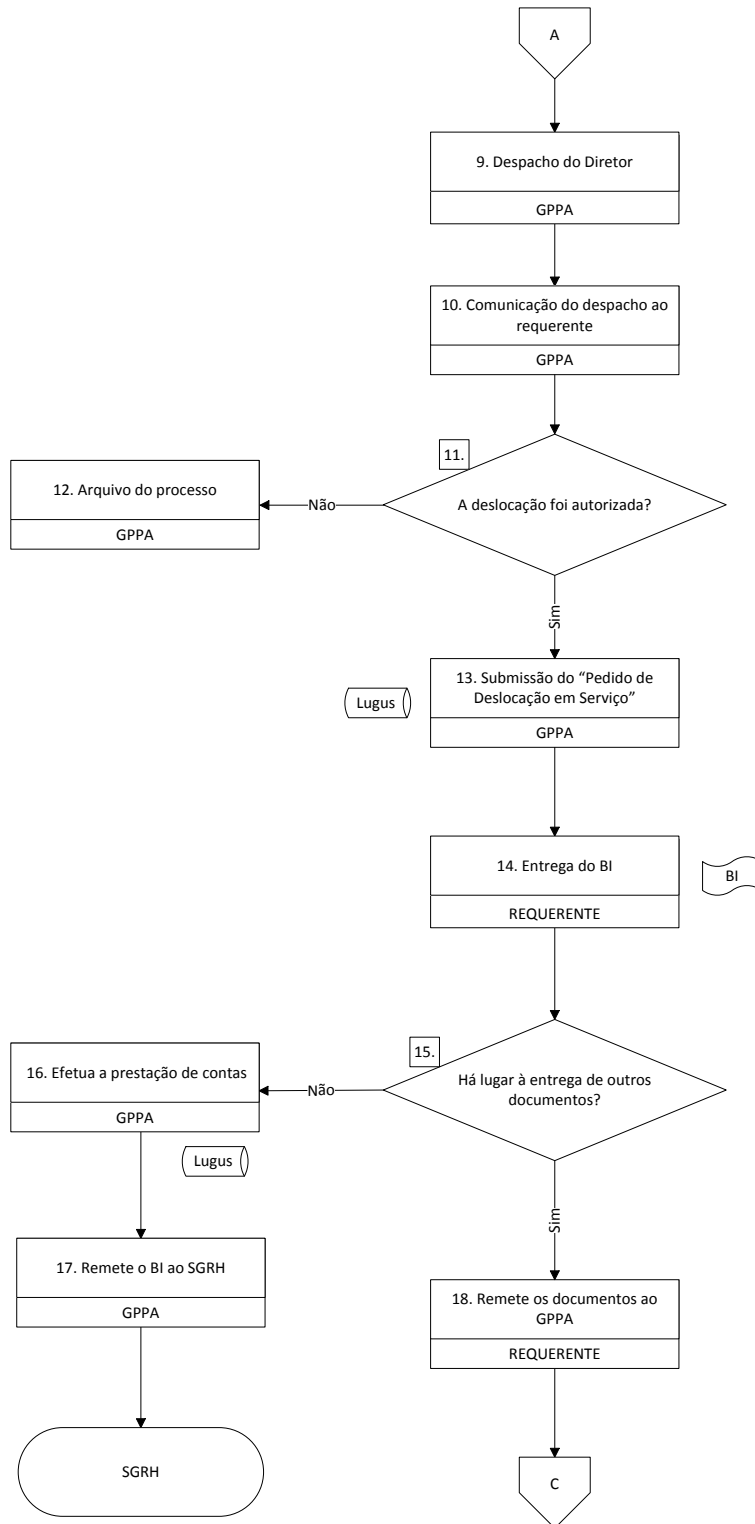 A
9. Despacho do Diretor
GPPA
10. Comunicação do despacho ao
requerente
GPPA
11.
A deslocação foi autorizada?
Não
12. Arquivo do processo
GPPA
Sim
13. Submissão do “Pedido de
Deslocação em Serviço”
GPPA
Lugus
14. Entrega do BI
REQUERENTE
BI
15.
Há lugar à entrega de outros
documentos?
Não
16. Efetua a prestação de contas
GPPA
Lugus
17. Remete o BI ao SGRH
GPPA
SGRH
Sim
18. Remete os documentos ao
GPPA
REQUERENTE
C